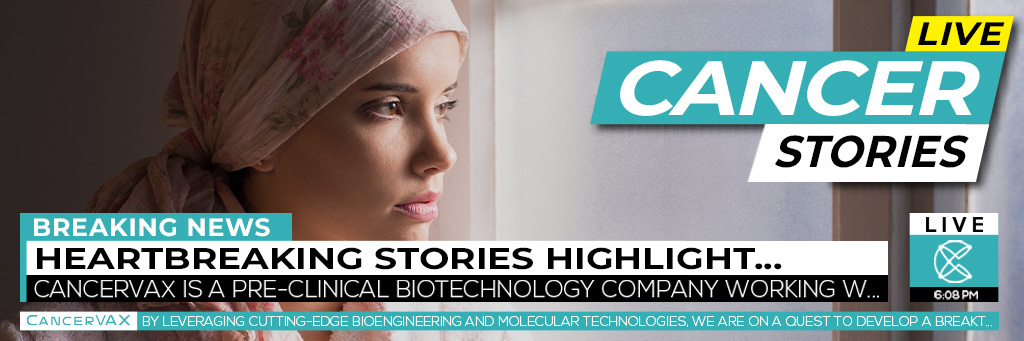 LIVE
CANCER
STORIES
BREAKING NEWS
HEARTBREAKING STORIES HIGHLIGHT...
CANCERVAX IS A PRE-CLINICAL BIOTECHNOLOGY COMPANY WORKING W...
LIVE
6:08 PM
CANCERVAX BY LEVERAGING CUTTING-EDGE BIOENGINEERING AND MOLECULAR TECHNOLOGIES, WE ARE ON A QUEST TO DEVELOP A BREAKT...